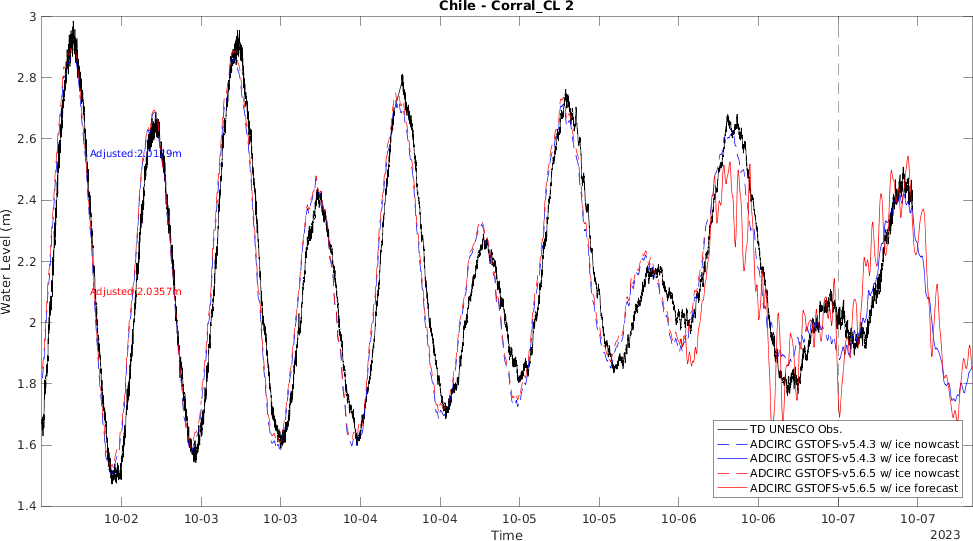 Chile - Corral_CL 2
3
2.8
2.6
2.4
2.2
2
1.8
1.6
1.4
Water Level (m)
Adjusted:2.0129m
Adjusted:2.0357m
TD UNESCO Obs.
ADCIRC GSTOFS-v5.4.3 w/ ice nowcast
ADCIRC GSTOFS-v5.4.3 w/ ice forecast
ADCIRC GSTOFS-v5.6.5 w/ ice nowcast
ADCIRC GSTOFS-v5.6.5 w/ ice forecast
10-02 10-03 10-03 10-04 10-04 10-05 10-05 10-06 10-06 10-07 10-07
Time
2023